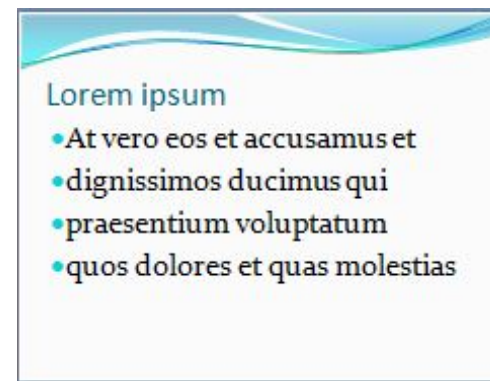 Lorem ipsum
•At vero eos et accusamus et
•dignissimos ducimus qui
•praesentium voluptatum
•quos dolores et quas molestias